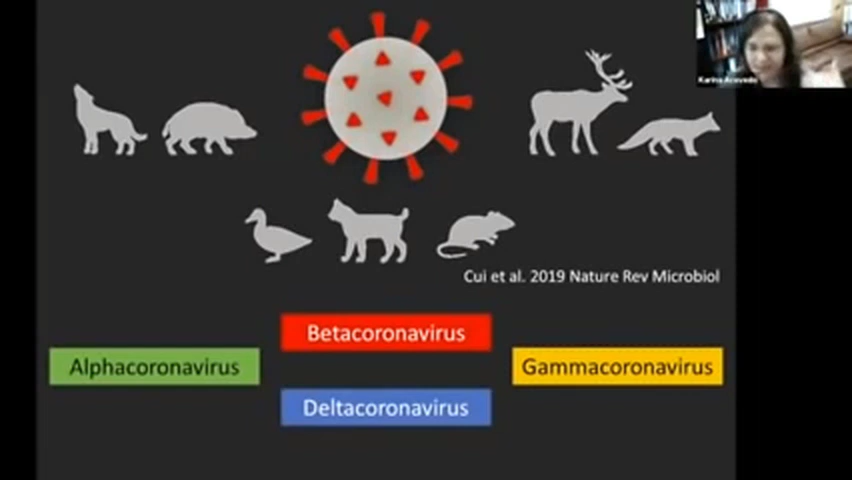 Karina Acevedo
Cui et al. 2019 Nature Rev Microbiol
Betacoronavirus
Alphacoronavirus
Gammacoronavirus
Deltacoronavirus